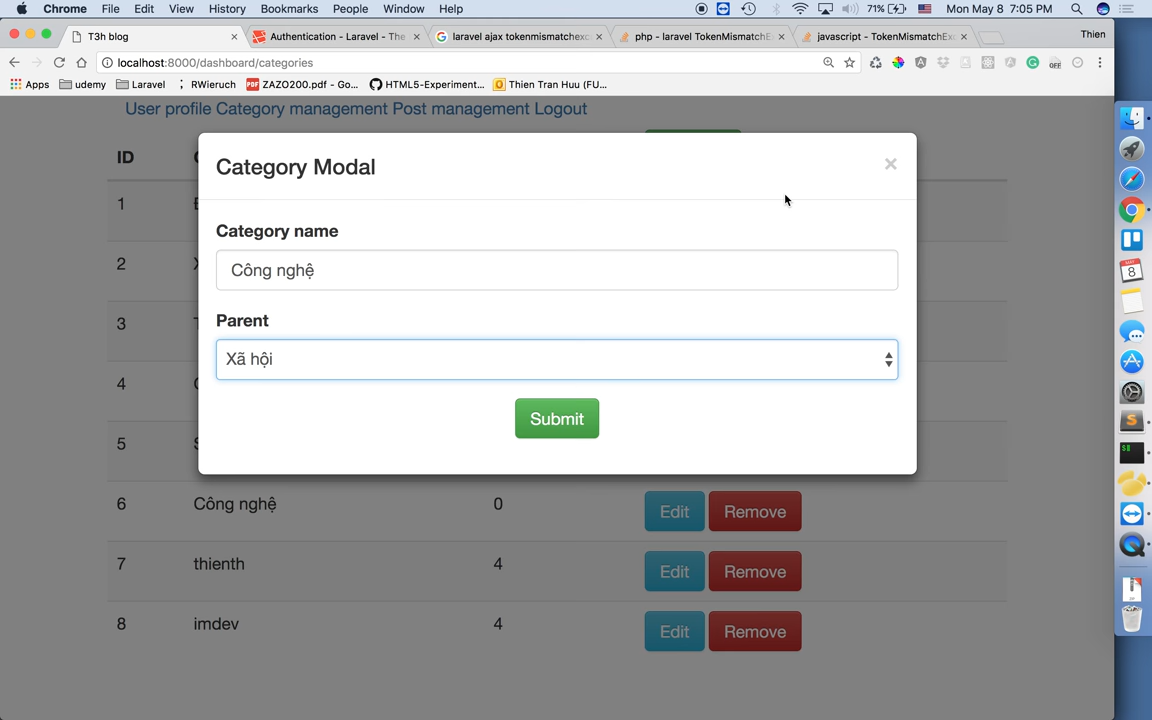 Chrome File Edit View History Bookmarks People Window Help 71% Mon May 8 7:05 PM
T3h blog Authentication - Laravel - The laravel ajax tokenmismatchexc php - laravel TokenMismatchE javascript - TokenMismatchEx Thien
localhost:8000/dashboard/categories
Apps udemy Laravel RWieruch ZAZO200.pdf - Go... HTML5-Experiment... Thien Tran Huu (FU...
User profile Category management Post management Logout
Category Modal ×
ID
1
Category name
2
Công nghệ
3
Parent
Xã hội
4
Submit
5
6 Công nghệ 0 Edit Remove
7 thienth 4 Edit Remove
8 imdev 4 Edit Remove